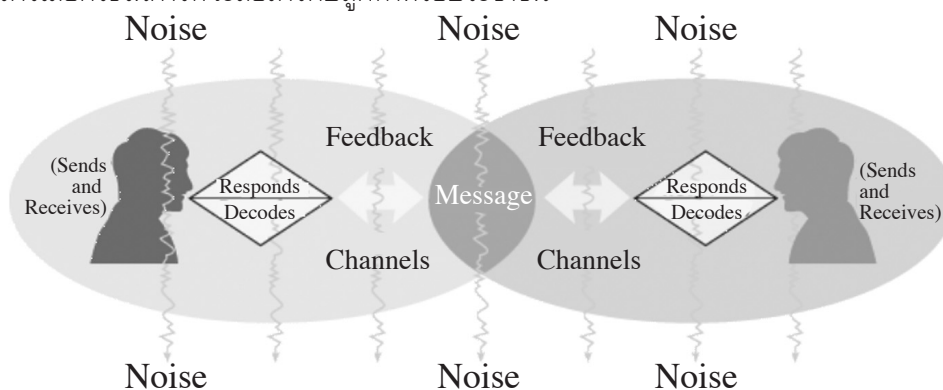 Noise Noise Noise
Feedback Feedback
(Sends
and
Receives)
Responds
Decodes
Message
Responds
Decodes
(Sends
and
Receives)
Channels Channels
Noise Noise Noise